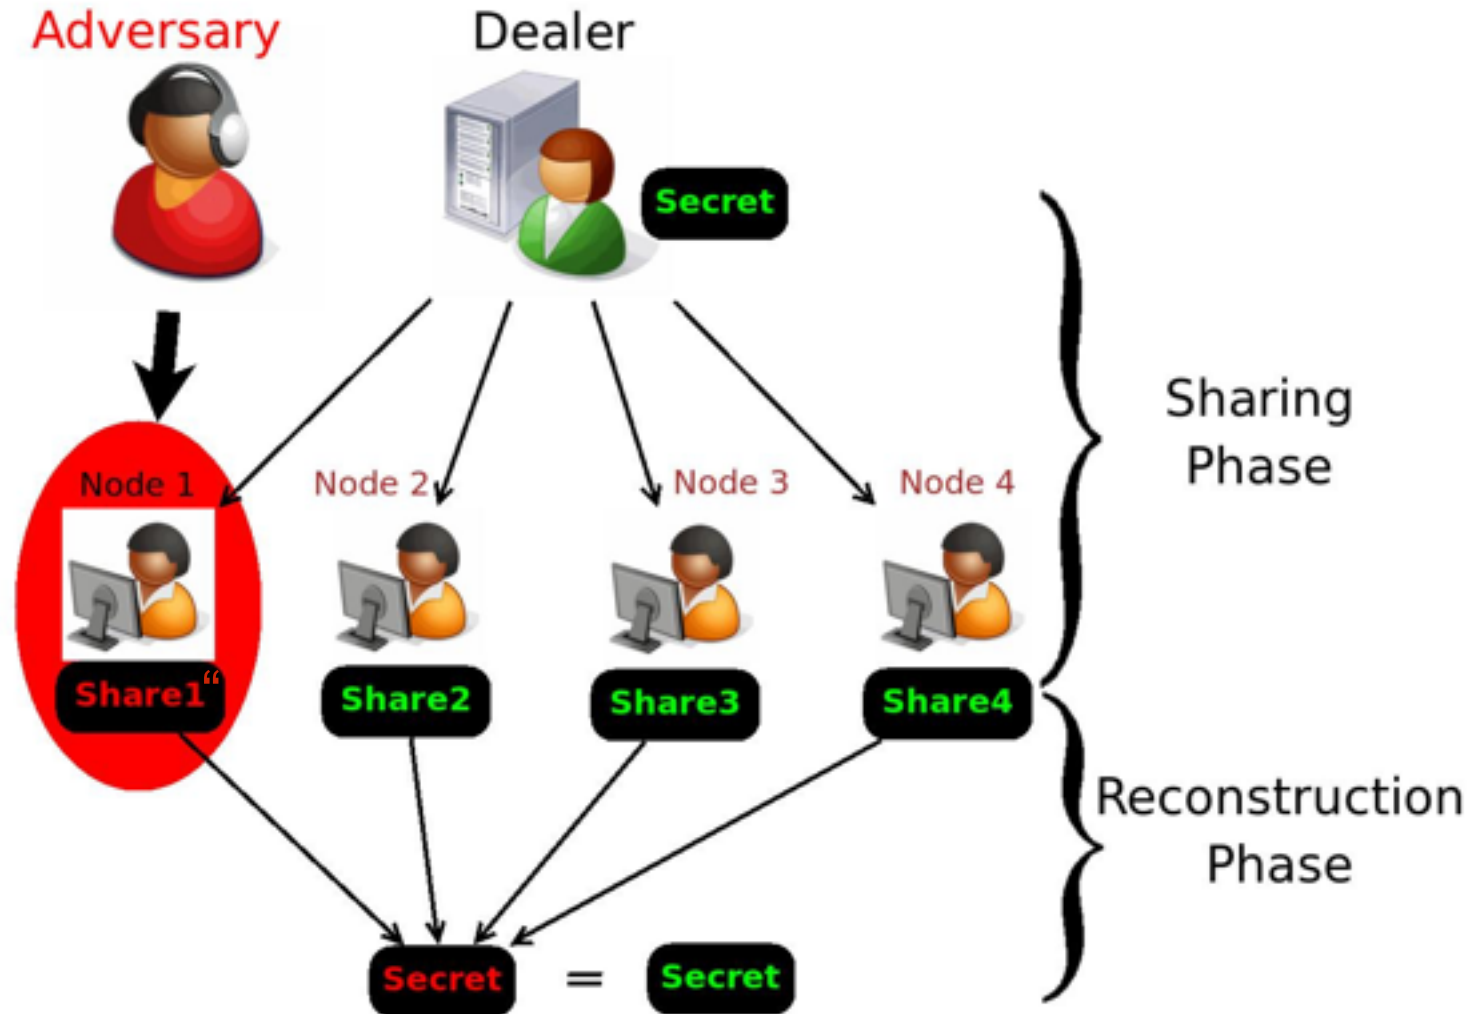 Adversary
Dealer
Secret
Sharing
Phase
Node 1
Node 2
Node 3
Node 4
Share1“
Share2
Share3
Share4
Reconstruction
Phase
Secret = Secret